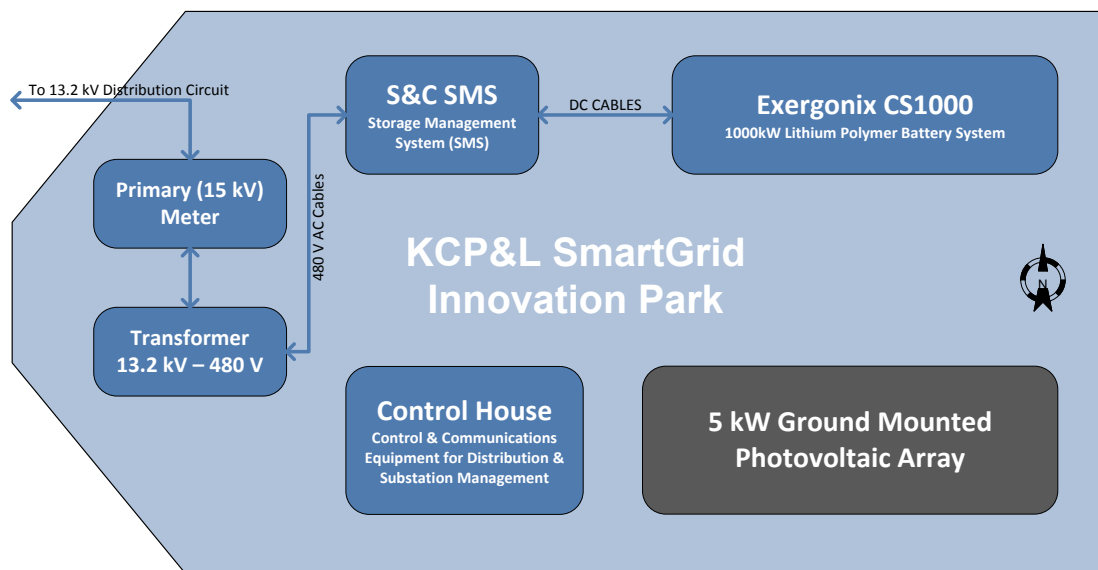 To 13.2 kV Distribution Circuit
S&C SMS
Storage Management
System (SMS)
DC CABLES
Exergonix CS1000
1000kW Lithium Polymer Battery System
Primary (15 kV)
Meter
480 V AC Cables
KCP&L SmartGrid
Innovation Park
N
Transformer
13.2 kV – 480 V
Control House
Control & Communications
Equipment for Distribution &
Substation Management
5 kW Ground Mounted
Photovoltaic Array